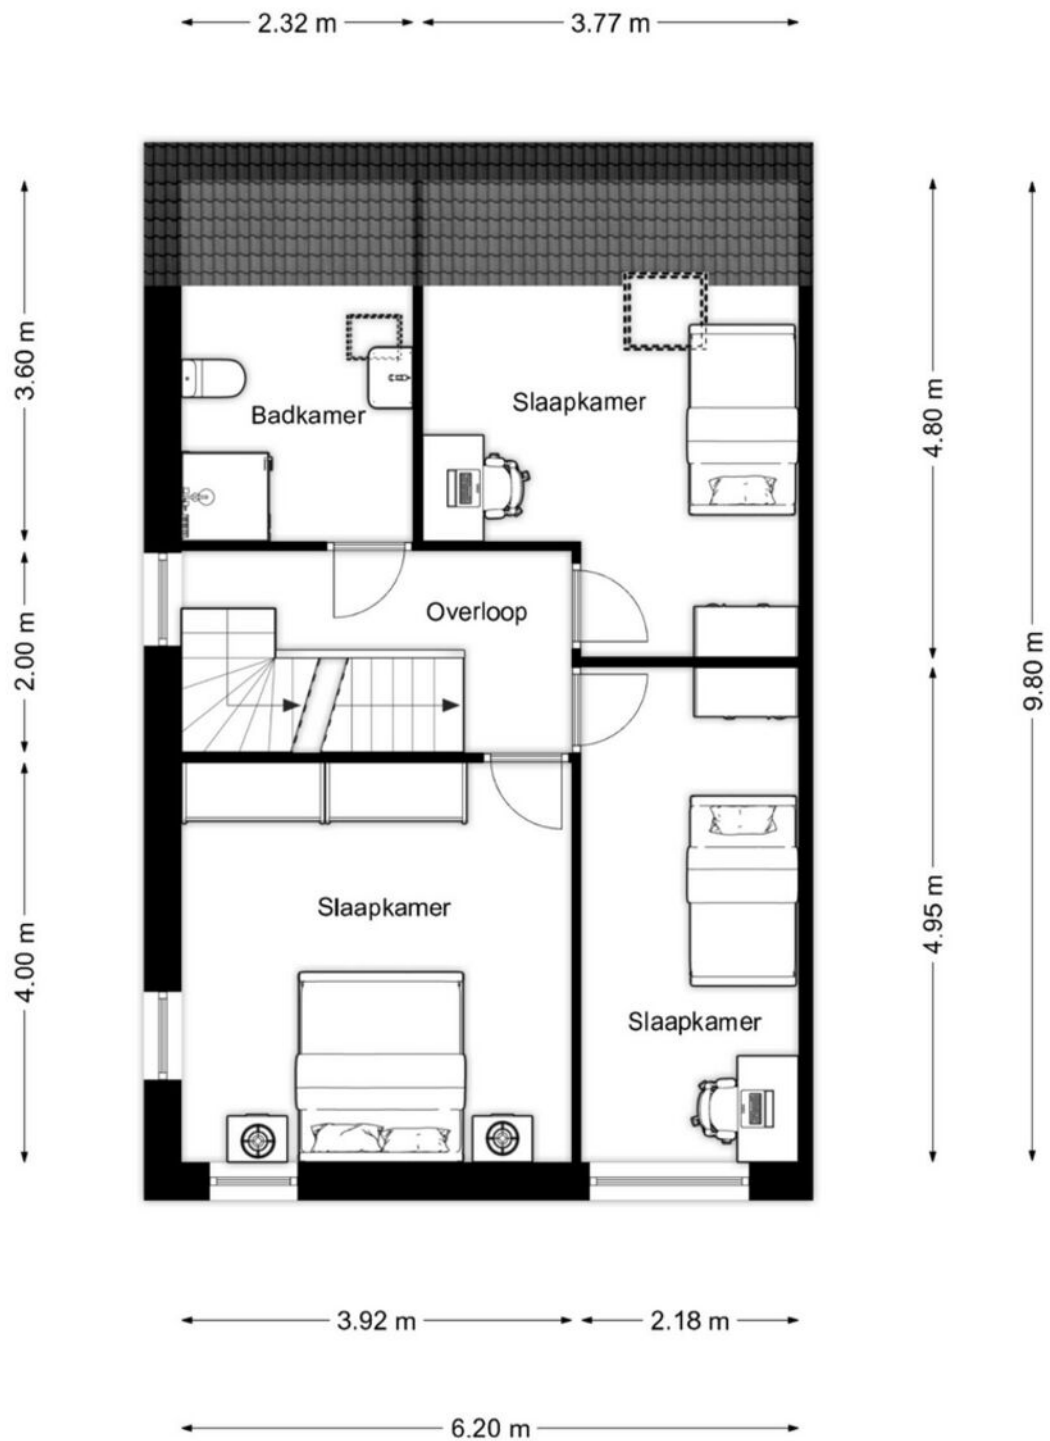 2.32 m
3.77 m
3.60 m
4.80 m
Slaapkamer
Badkamer
Overloop
2.00 m
9.80 m
Slaapkamer
4.00 m
4.95 m
Slaapkamer
3.92 m
2.18 m
6.20 m